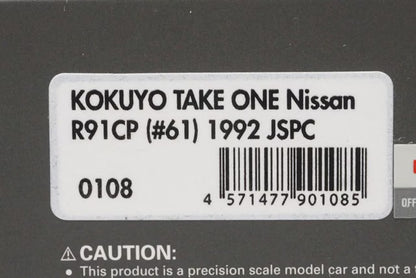 KOKUYO TAKE ONE Nissan
R91CP (#61) 1992 JSPC
0108
4 571477 901085
OFF
⚠ CAUTION:
• This product is a precision scale model car and not a